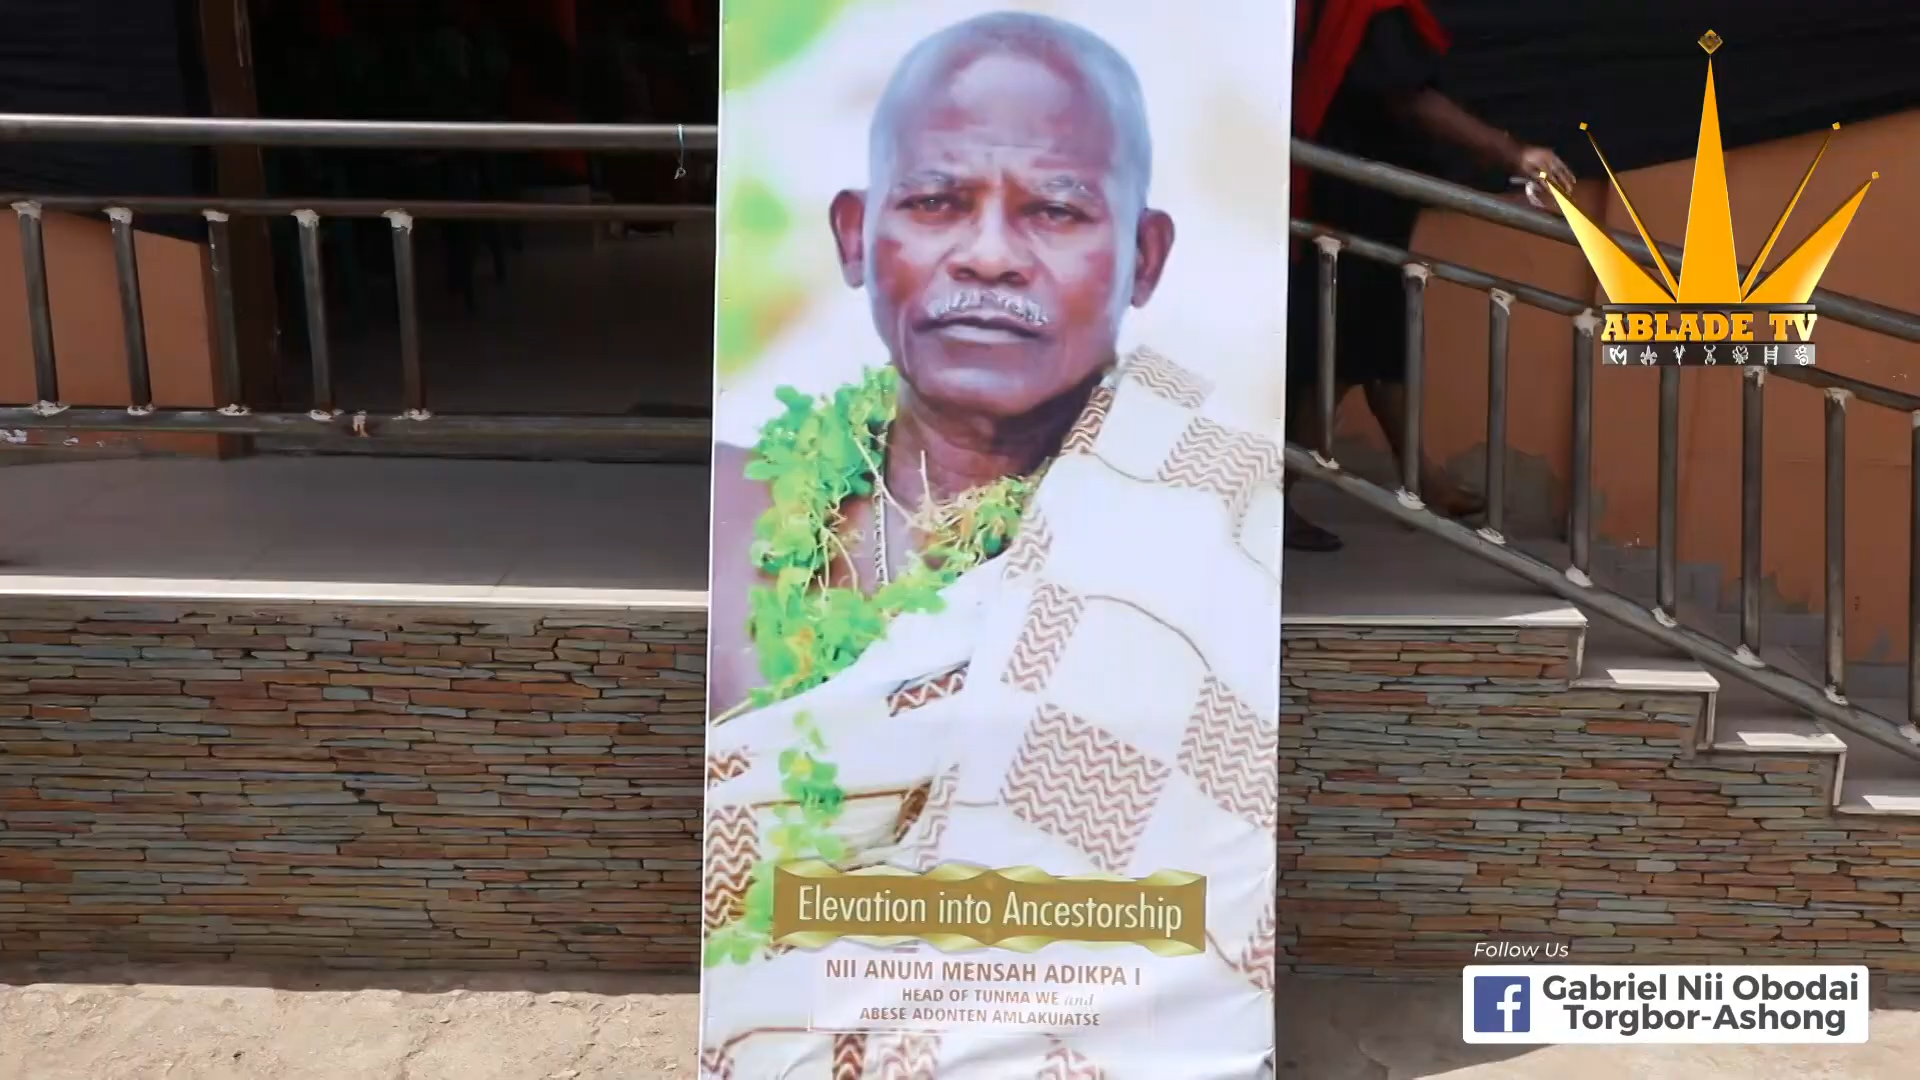 ABLADE TV
Elevation into Ancestorship
NII ANUM MENSAH ADIKPA I
HEAD OF TUNMA WE and
ABESE ADONTEN AMLAKUIATSE
Follow Us
Gabriel Nii Obodai
Torgbor-Ashong